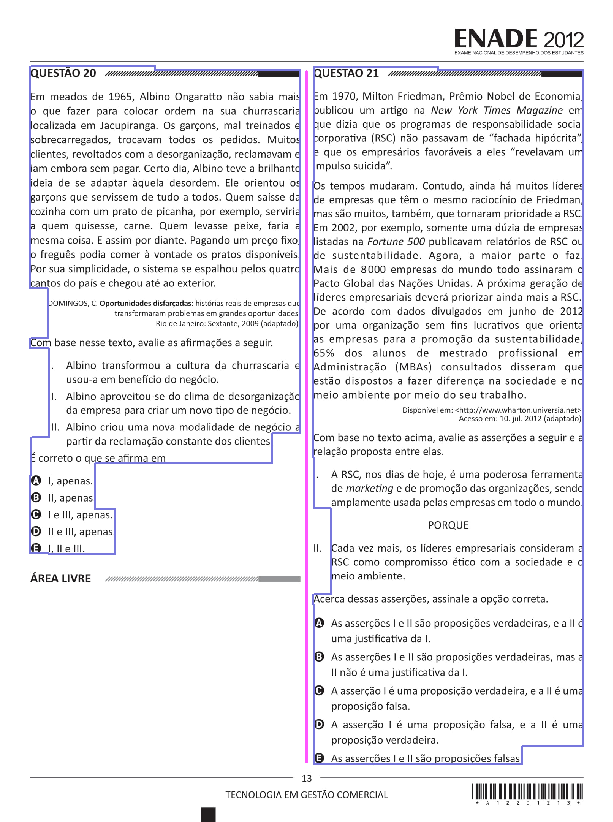 ENADE 2012
EXAME NACIONAL DE DESEMPENHO DOS ESTUDANTES
QUESTÃO 20
Em meados de 1965, Albino Ongaratto não sabia mais
o que fazer para colocar ordem na sua churrascaria
localizada em Jacupiranga. Os garçons, mal treinados e
sobrecarregados, trocavam todos os pedidos. Muitos
clientes, revoltados com a desorganização, reclamavam e
iam embora sem pagar. Certo dia, Albino teve a brilhante
ideia de se adaptar àquela desordem. Ele orientou os
garçons que servissem de tudo a todos. Quem saísse da
cozinha com um prato de picanha, por exemplo, serviria
a quem quisesse, carne. Quem levasse peixe, faria a
mesma coisa. E assim por diante. Pagando um preço fixo,
o freguês podia comer à vontade os pratos disponíveis.
Por sua simplicidade, o sistema se espalhou pelos quatro
cantos do país e chegou até ao exterior.
DOMINGOS, C. Oportunidades disfarçadas: histórias reais de empresas que
transformaram problemas em grandes oportunidades.
Rio de Janeiro: Sextante, 2009 (adaptado).
Com base nesse texto, avalie as afirmações a seguir.
I. Albino transformou a cultura da churrascaria e
usou-a em benefício do negócio.
II. Albino aproveitou-se do clima de desorganização
da empresa para criar um novo tipo de negócio.
III. Albino criou uma nova modalidade de negócio a
partir da reclamação constante dos clientes.
É correto o que se afirma em
A I, apenas.
B II, apenas.
C I e III, apenas.
D II e III, apenas.
E I, II e III.
ÁREA LIVRE
QUESTÃO 21
Em 1970, Milton Friedman, Prêmio Nobel de Economia,
publicou um artigo na New York Times Magazine em
que dizia que os programas de responsabilidade social
corporativa (RSC) não passavam de “fachada hipócrita”,
e que os empresários favoráveis a eles “revelavam um
impulso suicida”.
Os tempos mudaram. Contudo, ainda há muitos líderes
de empresas que têm o mesmo raciocínio de Friedman,
mas são muitos, também, que tornaram prioridade a RSC.
Em 2002, por exemplo, somente uma dúzia de empresas
listadas na Fortune 500 publicavam relatórios de RSC ou
de sustentabilidade. Agora, a maior parte o faz.
Mais de 8 000 empresas do mundo todo assinaram o
Pacto Global das Nações Unidas. A próxima geração de
líderes empresariais deverá priorizar ainda mais a RSC.
De acordo com dados divulgados em junho de 2012
por uma organização sem fins lucrativos que orienta
as empresas para a promoção da sustentabilidade,
65% dos alunos de mestrado profissional em
Administração (MBAs) consultados disseram que
estão dispostos a fazer diferença na sociedade e no
meio ambiente por meio do seu trabalho.
Disponível em: <http://www.wharton.universia.net>
Acesso em: 10. jul. 2012 (adaptado)
Com base no texto acima, avalie as asserções a seguir e a
relação proposta entre elas.
I. A RSC, nos dias de hoje, é uma poderosa ferramenta
de marketing e de promoção das organizações, sendo
amplamente usada pelas empresas em todo o mundo.
PORQUE
II. Cada vez mais, os líderes empresariais consideram a
RSC como compromisso ético com a sociedade e o
meio ambiente.
Acerca dessas asserções, assinale a opção correta.
A As asserções I e II são proposições verdadeiras, e a II é
uma justificativa da I.
B As asserções I e II são proposições verdadeiras, mas a
II não é uma justificativa da I.
C A asserção I é uma proposição verdadeira, e a II é uma
proposição falsa.
D A asserção I é uma proposição falsa, e a II é uma
proposição verdadeira.
E As asserções I e II são proposições falsas.
13
TECNOLOGIA EM GESTÃO COMERCIAL
*A1220121 3*